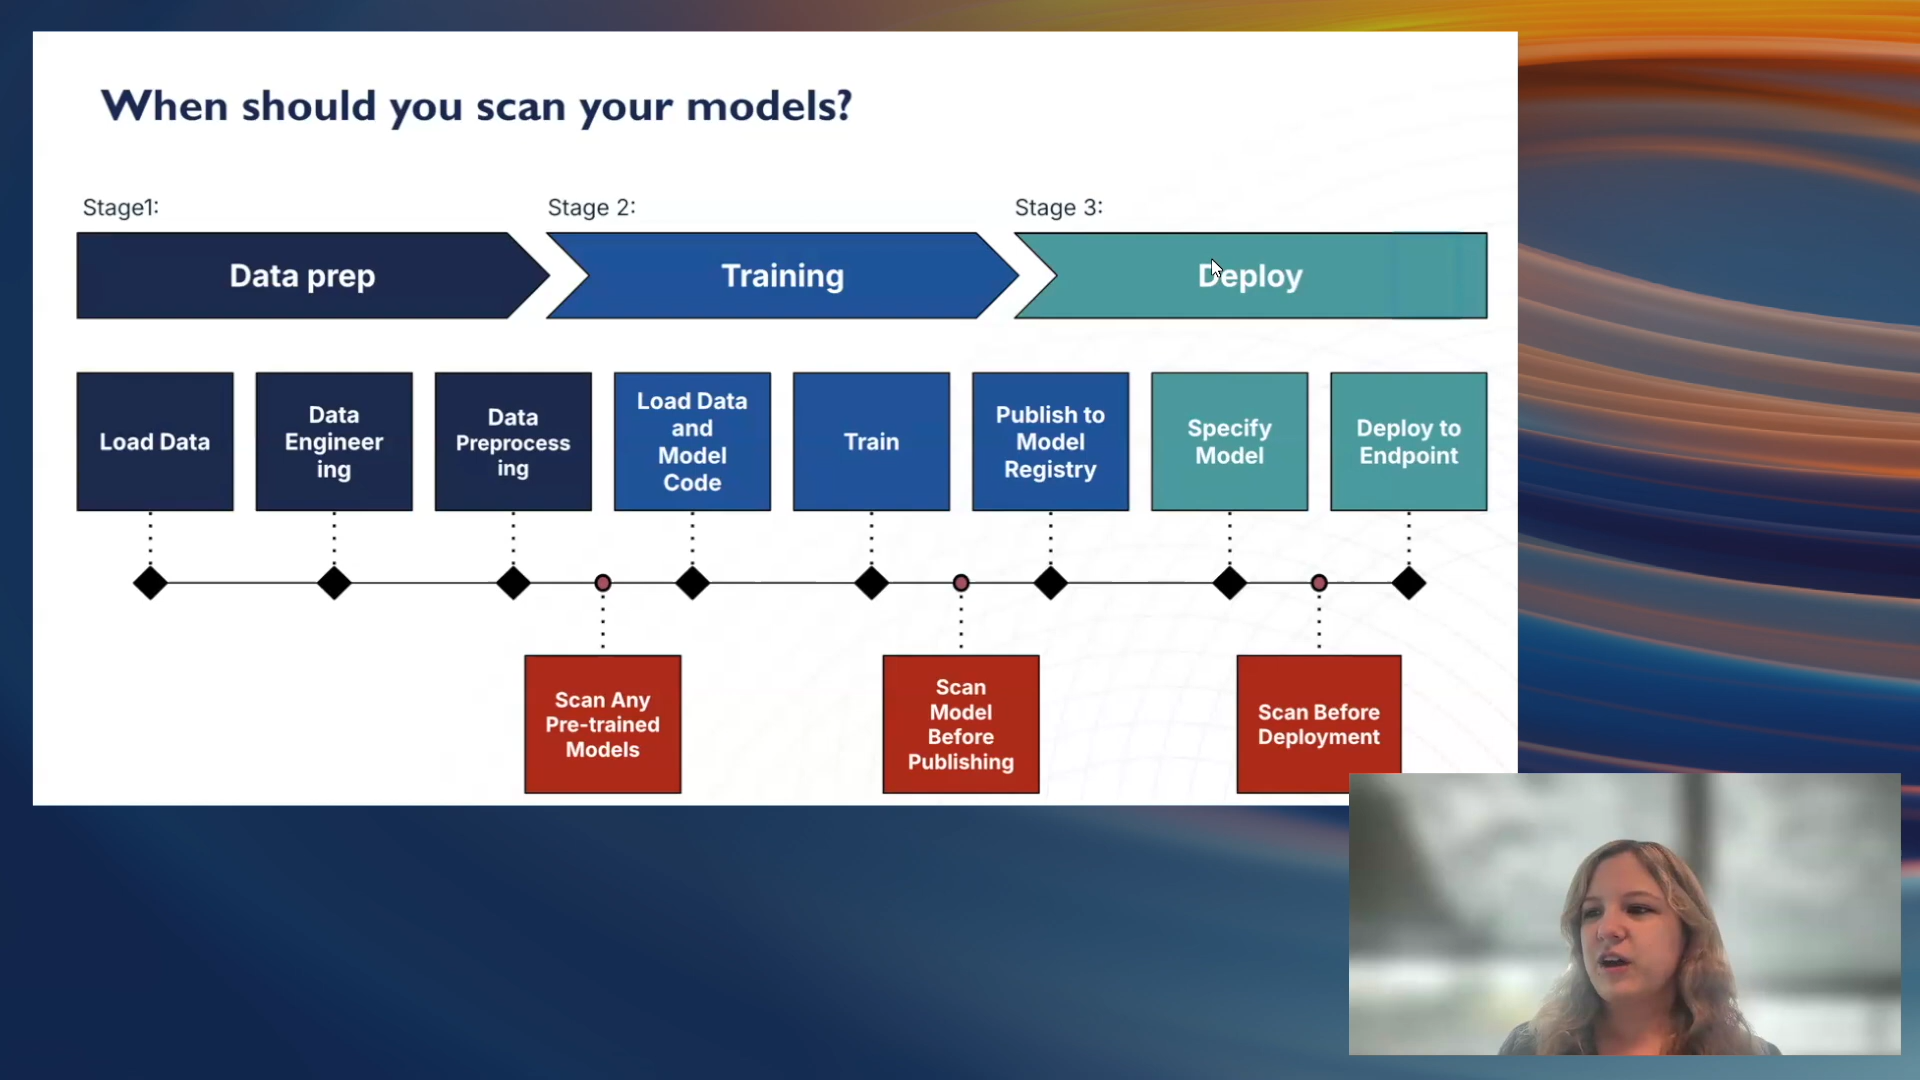 When should you scan your models?
Stage1:
Stage 2:
Stage 3:
Data prep
Training
Deploy
Load Data
Data
Engineer
ing
Data
Preprocess
ing
Load Data
and
Model
Code
Train
Publish to
Model
Registry
Specify
Model
Deploy to
Endpoint
Scan Any
Pre-trained
Models
Scan
Model
Before
Publishing
Scan Before
Deployment